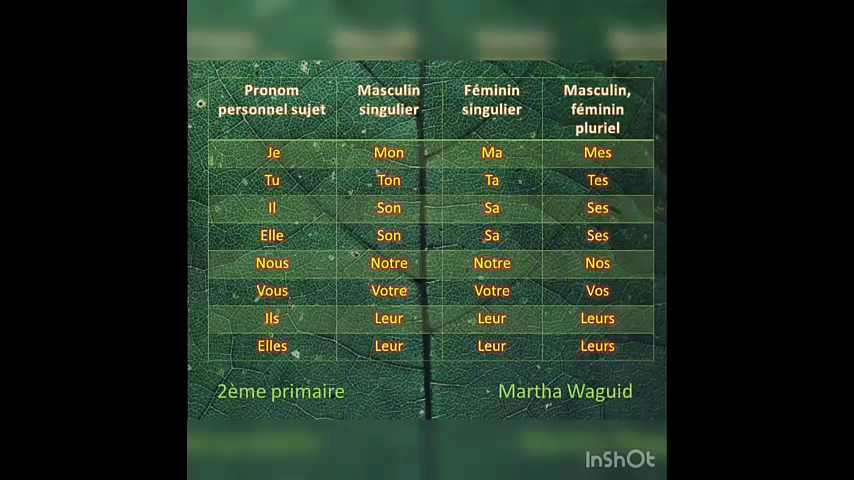 Pronom personnel sujet Masculin singulier Féminin singulier Masculin, féminin pluriel
Je Mon Ma Mes
Tu Ton Ta Tes
Il Son Sa Ses
Elle Son Sa Ses
Nous Notre Notre Nos
Vous Votre Votre Vos
Ils Leur Leur Leurs
Elles Leur Leur Leurs
2ème primaire Martha Waguid
InShOt